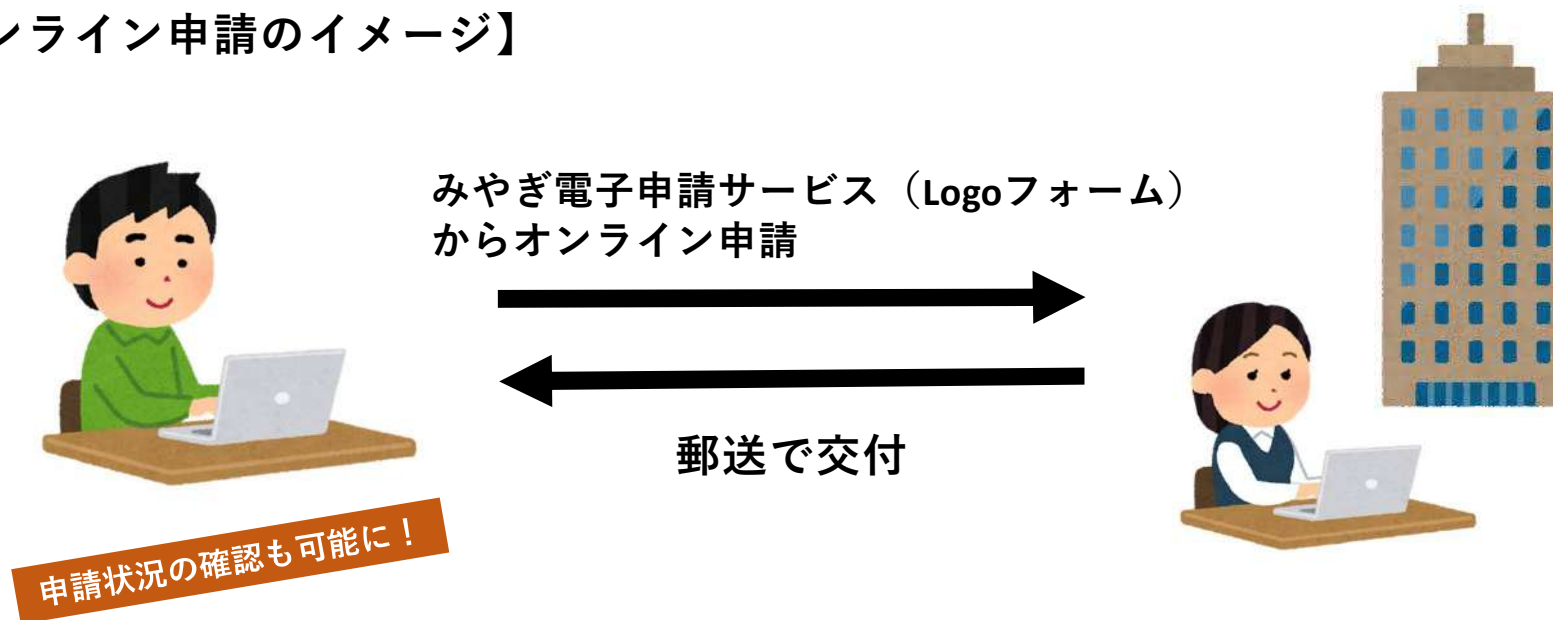 ンライン申請のイメージ】
みやぎ電子申請サービス（Logoフォーム）
からオンライン申請
郵送で交付
申請状況の確認も可能に！